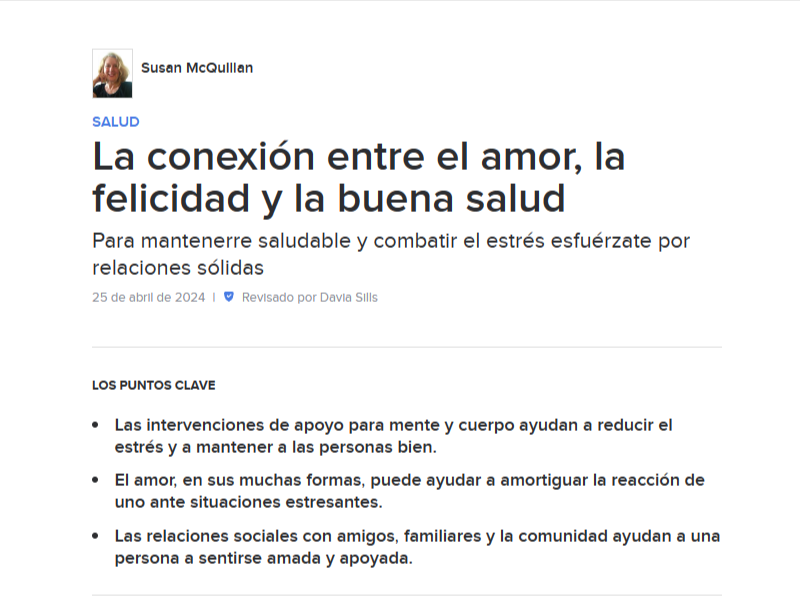 Susan McQuillan
SALUD
La conexión entre el amor, la
felicidad y la buena salud
Para mantenerre saludable y combatir el estrés esfuérzate por
relaciones sólidas
25 de abril de 2024 | Revisado por Davia Sills
LOS PUNTOS CLAVE
• Las intervenciones de apoyo para mente y cuerpo ayudan a reducir el
estrés y a mantener a las personas bien.
• El amor, en sus muchas formas, puede ayudar a amortiguar la reacción de
uno ante situaciones estresantes.
• Las relaciones sociales con amigos, familiares y la comunidad ayudan a una
persona a sentirse amada y apoyada.